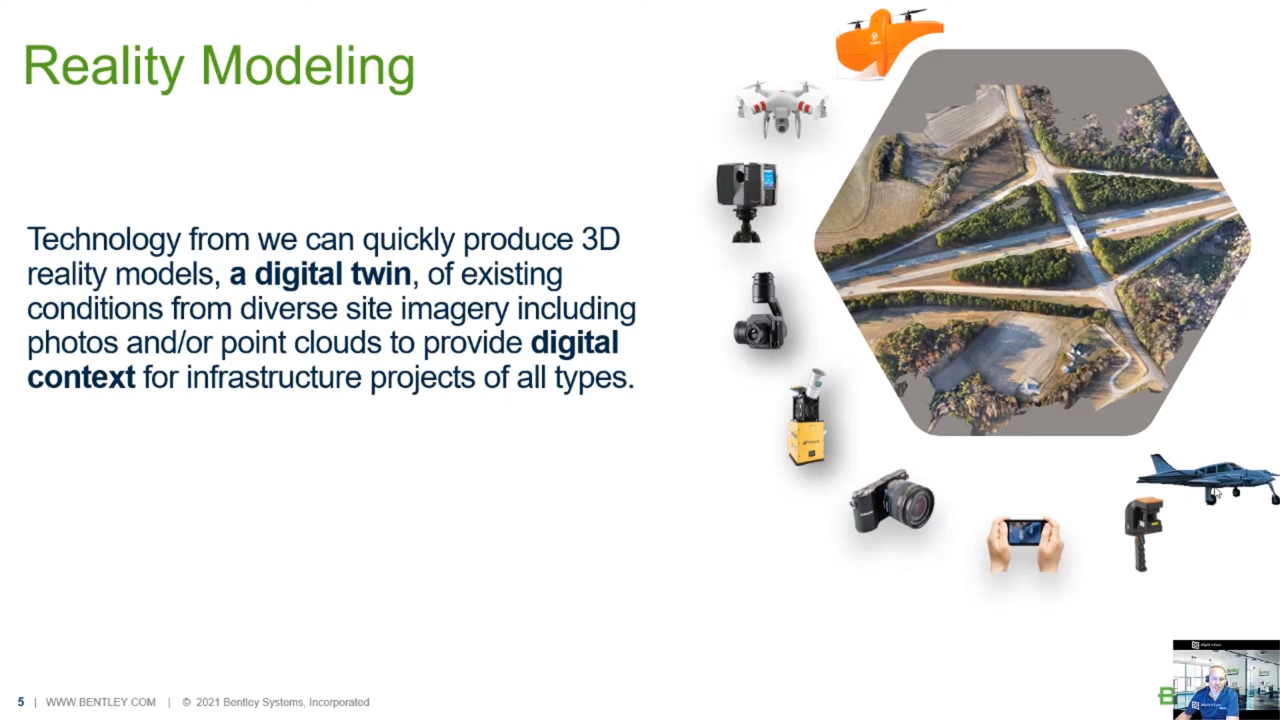 Reality Modeling
Technology from we can quickly produce 3D
reality models, a digital twin, of existing
conditions from diverse site imagery including
photos and/or point clouds to provide digital
context for infrastructure projects of all types.
5 | WWW.BENTLEY.COM | © 2021 Bentley Systems, Incorporated